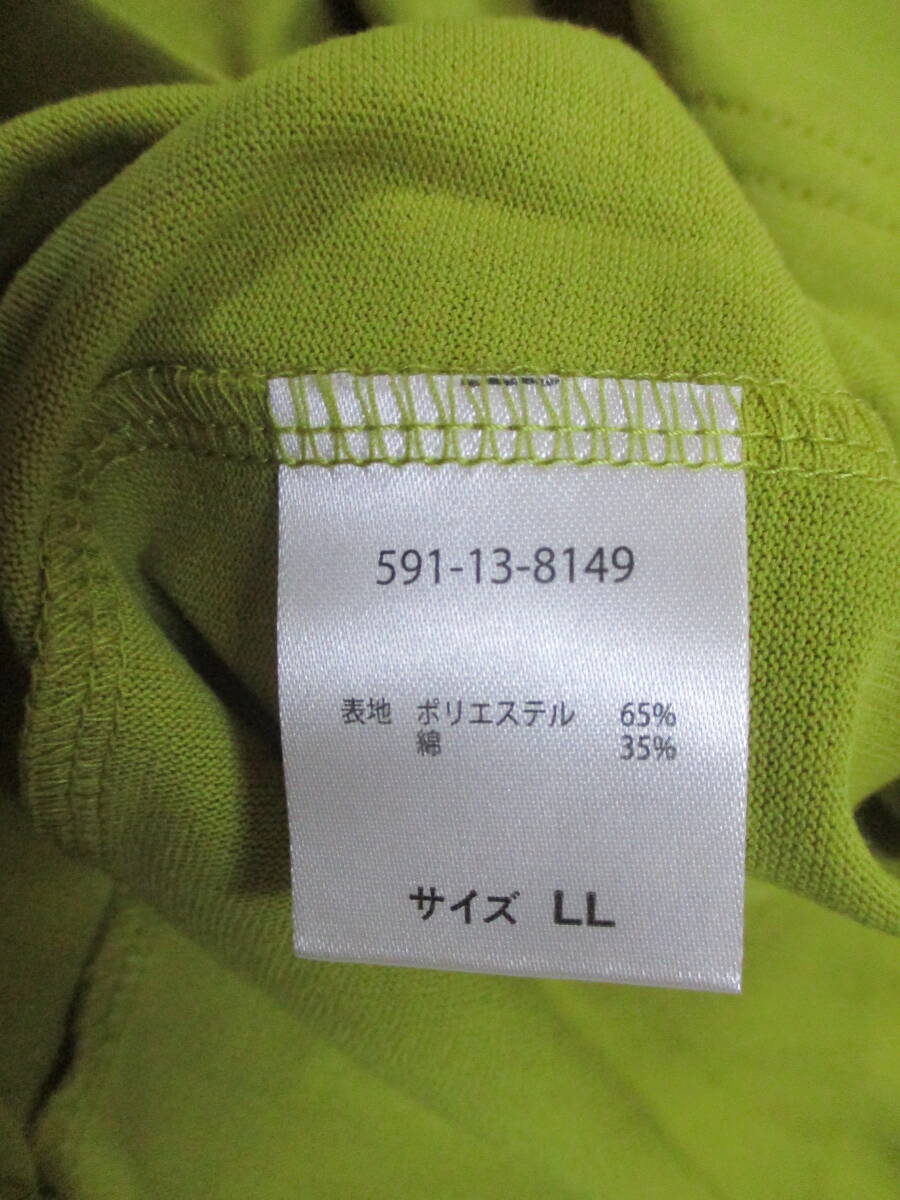 591-13-8149
表地 ポリエステル 65%
綿 35%
サイズ LL